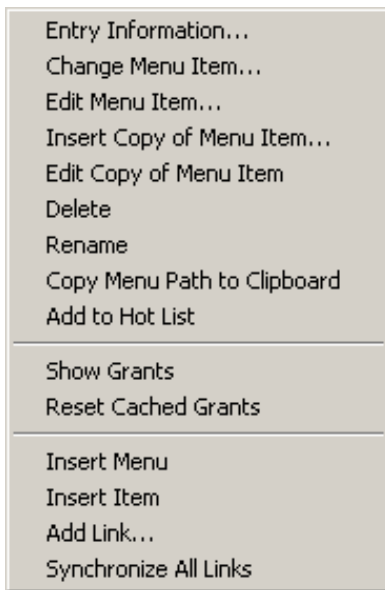 Entry Information...
Change Menu Item...
Edit Menu Item...
Insert Copy of Menu Item...
Edit Copy of Menu Item
Delete
Rename
Copy Menu Path to Clipboard
Add to Hot List
Show Grants
Reset Cached Grants
Insert Menu
Insert Item
Add Link...
Synchronize All Links